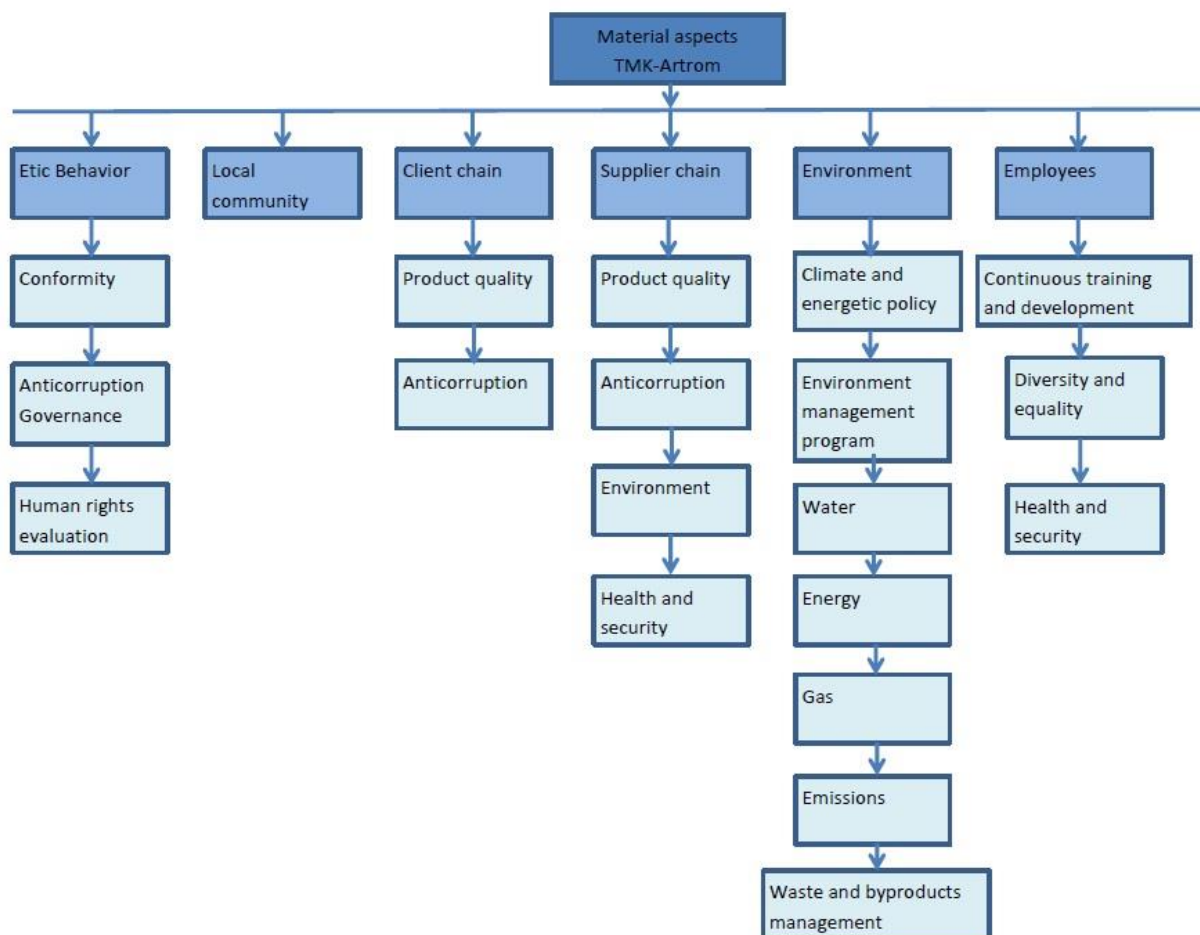 Material aspects
TMK-Artrom
Etic Behavior
Conformity
Anticorruption
Governance
Human rights
evaluation
Local
community
Client chain
Product quality
Anticorruption
Supplier chain
Product quality
Anticorruption
Environment
Health and
security
Environment
Climate and
energetic policy
Environment
management
program
Water
Energy
Gas
Emissions
Waste and byproducts
management
Employees
Continuous training
and development
Diversity and
equality
Health and
security